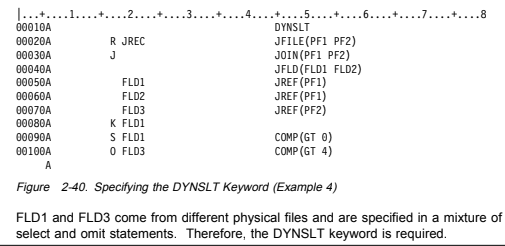 |...+....1....+....2....+....3....+....4....+....5....+....6....+....7....+....8
00010A                                      DYNSLT
00020A          R JREC                      JFILE(PF1 PF2)
00030A          J                           JOIN(PF1 PF2)
00040A                                      JFLD(FLD1 FLD2)
00050A            FLD1                      JREF(PF1)
00060A            FLD2                      JREF(PF1)
00070A            FLD3                      JREF(PF2)
00080A          K FLD1
00090A          S FLD1                      COMP(GT 0)
00100A          O FLD3                      COMP(GT 4)
     A
Figure 2-40. Specifying the DYNSLT Keyword (Example 4)
FLD1 and FLD3 come from different physical files and are specified in a mixture of
select and omit statements. Therefore, the DYNSLT keyword is required.